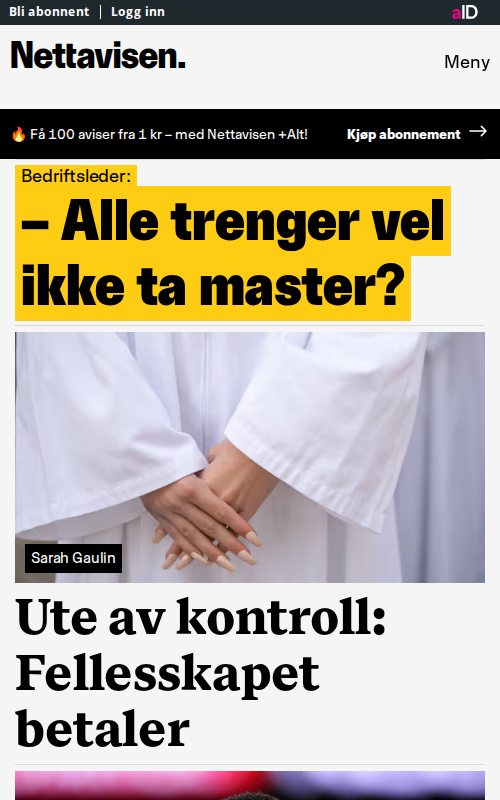 Bli abonnent | Logg inn
aID
Nettavisen.
Meny
🔥 Få 100 aviser fra 1 kr – med Nettavisen +Alt!
Kjøp abonnement →
Bedriftsleder:
– Alle trenger vel
ikke ta master?
Sarah Gaulin
Ute av kontroll:
Fellesskapet
betaler